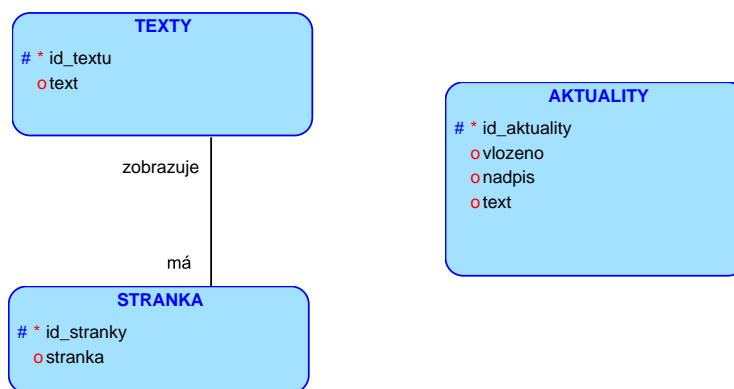 TEXTY
# * id_textu
o text
zobrazuje
má
STRANKA
# * id_stranky
o stranka
AKTUALITY
# * id_aktuality
o vlozeno
o nadpis
o text